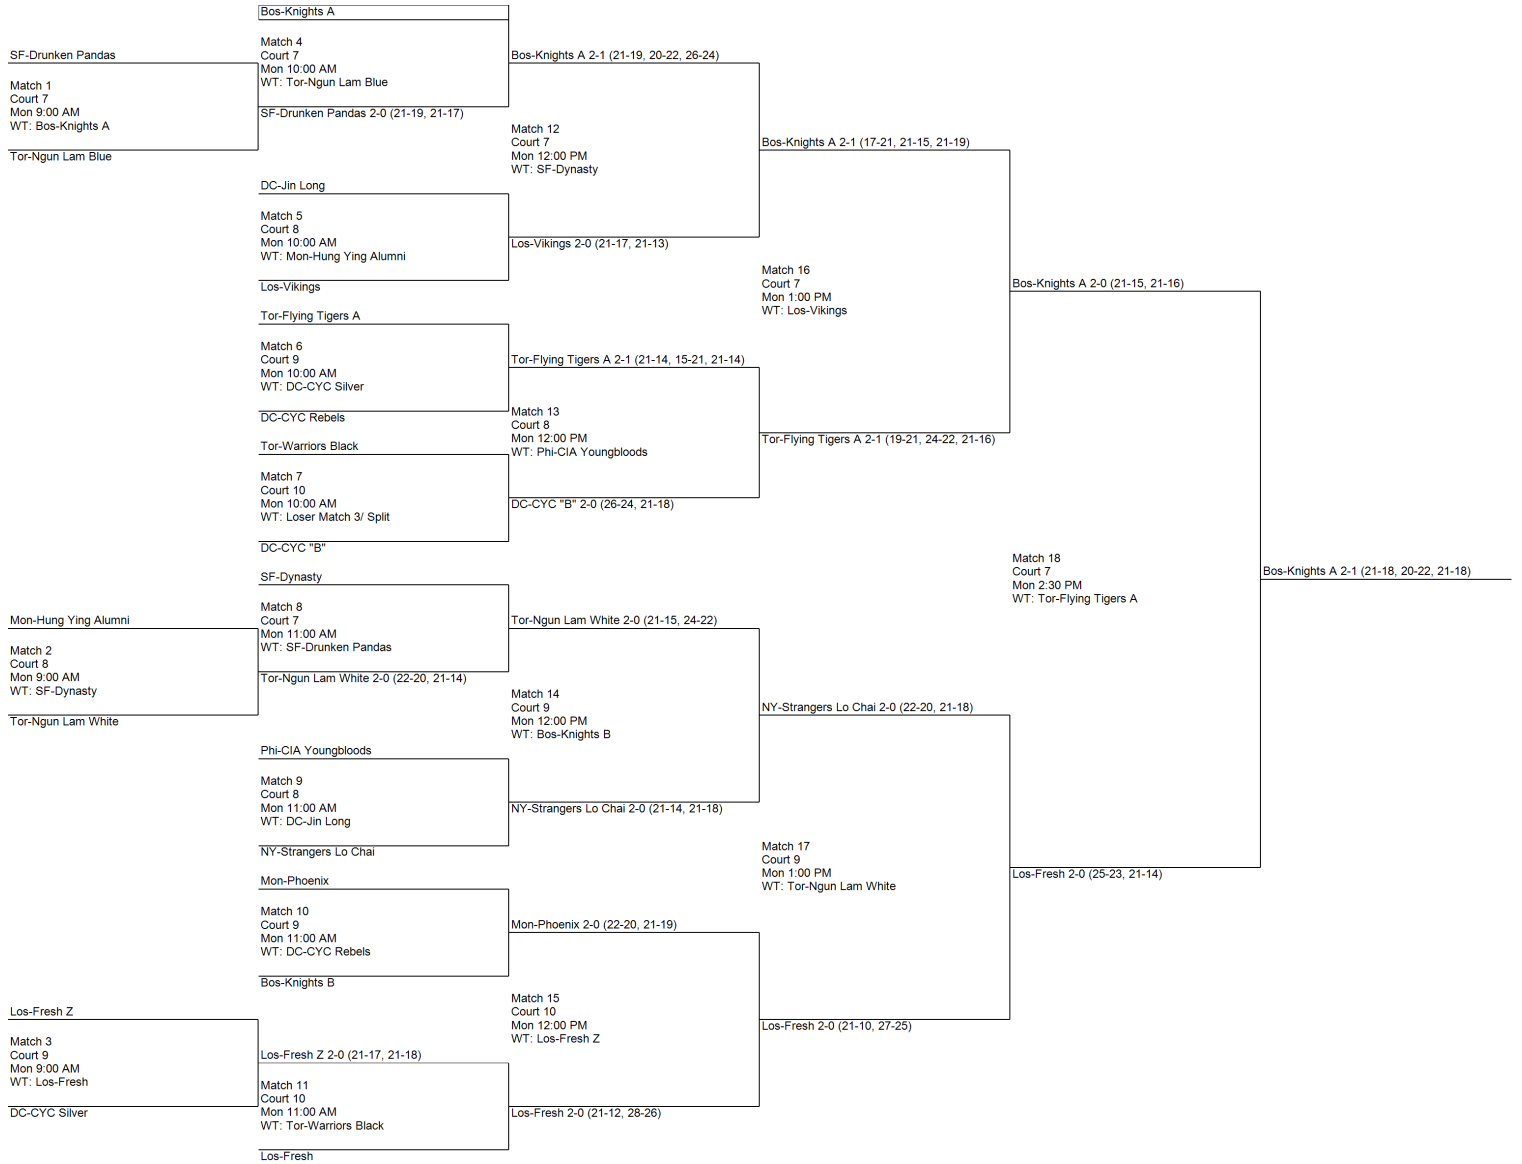 Bos-Knights A
SF-Drunken Pandas
Match 1
Court 7
Mon 9:00 AM
WT: Bos-Knights A
Tor-Ngun Lam Blue
Match 4
Court 7
Mon 10:00 AM
WT: Tor-Ngun Lam Blue
SF-Drunken Pandas 2-0 (21-19, 21-17)
Bos-Knights A 2-1 (21-19, 20-22, 26-24)
Match 12
Court 7
Mon 12:00 PM
WT: SF-Dynasty
Bos-Knights A 2-1 (17-21, 21-15, 21-19)
DC-Jin Long
Match 5
Court 8
Mon 10:00 AM
WT: Mon-Hung Ying Alumni
Los-Vikings
Los-Vikings 2-0 (21-17, 21-13)
Match 16
Court 7
Mon 1:00 PM
WT: Los-Vikings
Bos-Knights A 2-0 (21-15, 21-16)
Tor-Flying Tigers A
Match 6
Court 9
Mon 10:00 AM
WT: DC-CYC Silver
DC-CYC Rebels
Tor-Flying Tigers A 2-1 (21-14, 15-21, 21-14)
Match 13
Court 8
Mon 12:00 PM
WT: Phi-CIA Youngbloods
Tor-Flying Tigers A 2-1 (19-21, 24-22, 21-16)
Tor-Warriors Black
Match 7
Court 10
Mon 10:00 AM
WT: Loser Match 3/ Split
DC-CYC "B"
DC-CYC "B" 2-0 (26-24, 21-18)
Match 18
Court 7
Mon 2:30 PM
WT: Tor-Flying Tigers A
Bos-Knights A 2-1 (21-18, 20-22, 21-18)
SF-Dynasty
Mon-Hung Ying Alumni
Match 2
Court 8
Mon 9:00 AM
WT: SF-Dynasty
Tor-Ngun Lam White
Match 8
Court 7
Mon 11:00 AM
WT: SF-Drunken Pandas
Tor-Ngun Lam White 2-0 (22-20, 21-14)
Tor-Ngun Lam White 2-0 (21-15, 24-22)
Match 14
Court 9
Mon 12:00 PM
WT: Bos-Knights B
NY-Strangers Lo Chai 2-0 (22-20, 21-18)
Phi-CIA Youngbloods
Match 9
Court 8
Mon 11:00 AM
WT: DC-Jin Long
NY-Strangers Lo Chai
NY-Strangers Lo Chai 2-0 (21-14, 21-18)
Match 17
Court 9
Mon 1:00 PM
WT: Tor-Ngun Lam White
Los-Fresh 2-0 (25-23, 21-14)
Mon-Phoenix
Match 10
Court 9
Mon 11:00 AM
WT: DC-CYC Rebels
Bos-Knights B
Mon-Phoenix 2-0 (22-20, 21-19)
Match 15
Court 10
Mon 12:00 PM
WT: Los-Fresh Z
Los-Fresh 2-0 (21-10, 27-25)
Los-Fresh Z
Match 3
Court 9
Mon 9:00 AM
WT: Los-Fresh
DC-CYC Silver
Los-Fresh Z 2-0 (21-17, 21-18)
Match 11
Court 10
Mon 11:00 AM
WT: Tor-Warriors Black
Los-Fresh
Los-Fresh 2-0 (21-12, 28-26)